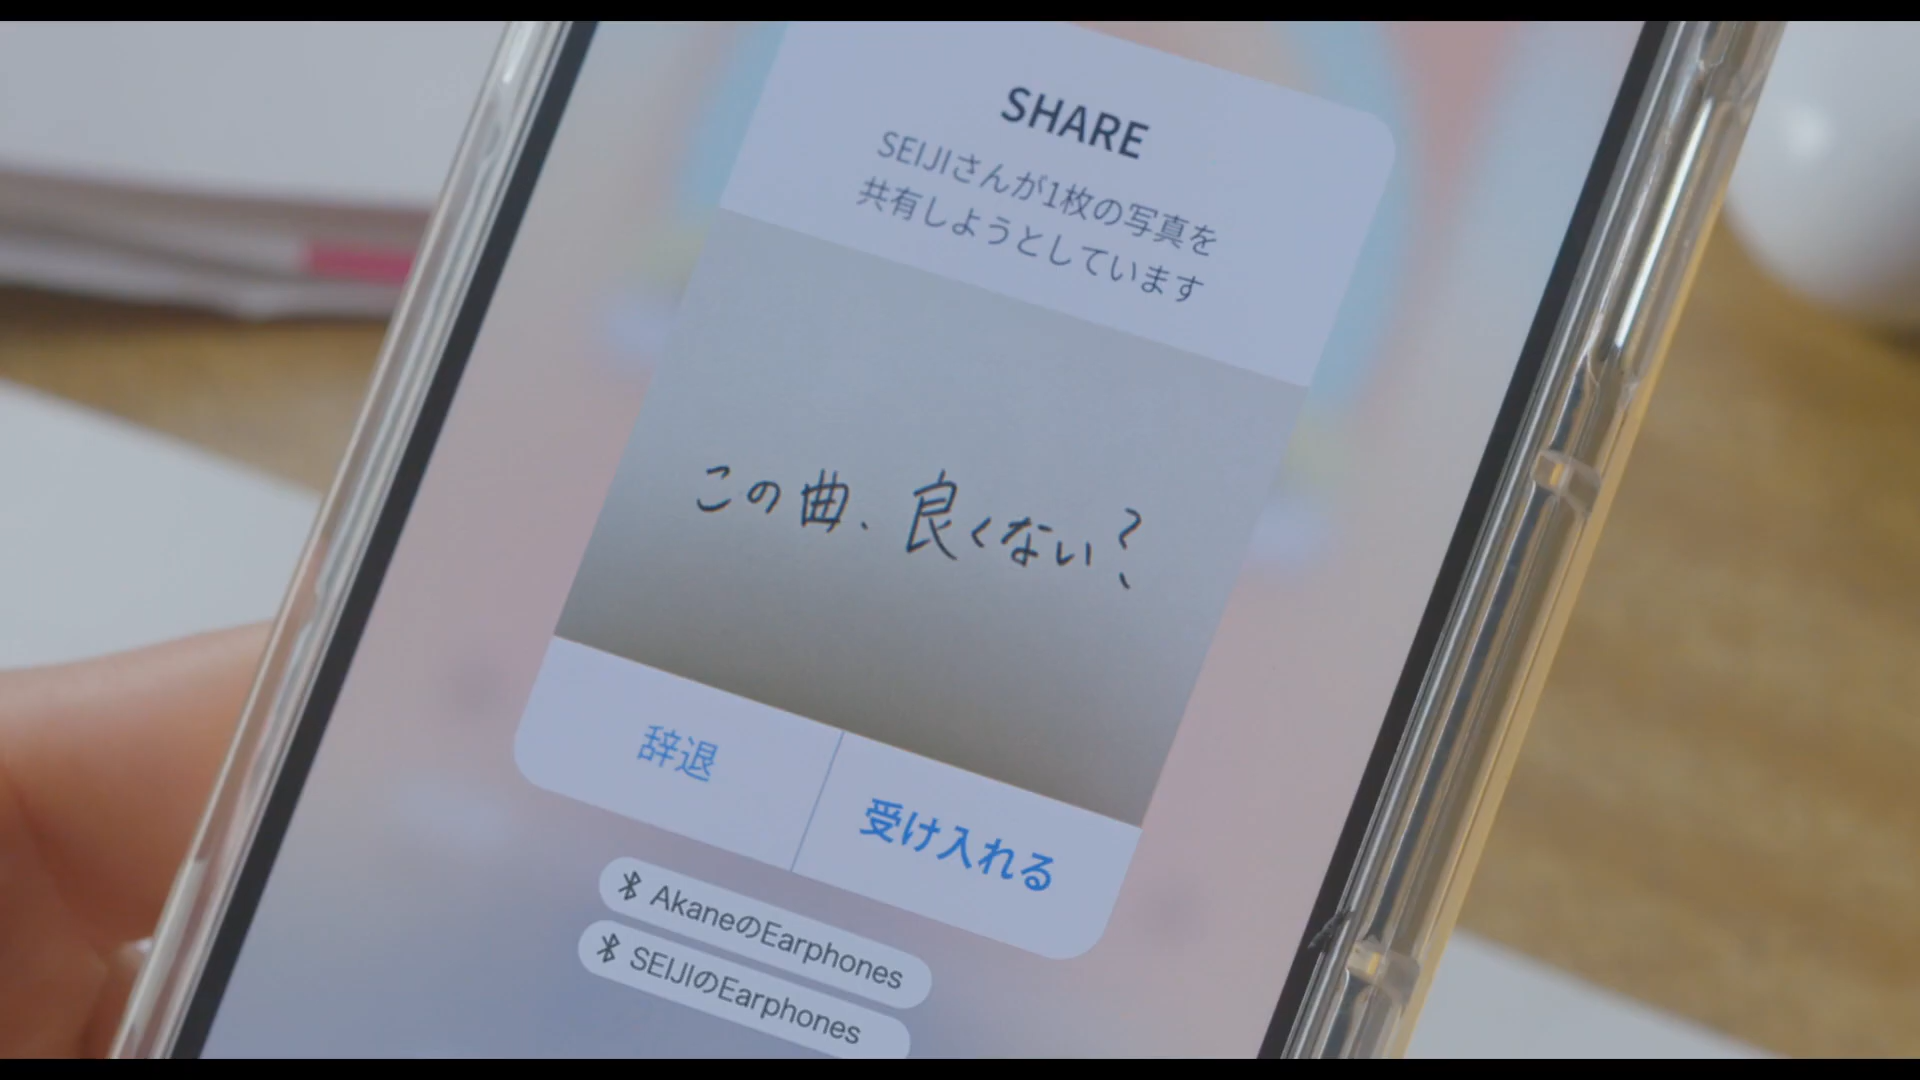 SHARE
SEIJIさんが1枚の写真を
共有しようとしています
この曲、良くない?
辞退
受け入れる
AkaneのEarphones
SEIJIのEarphones